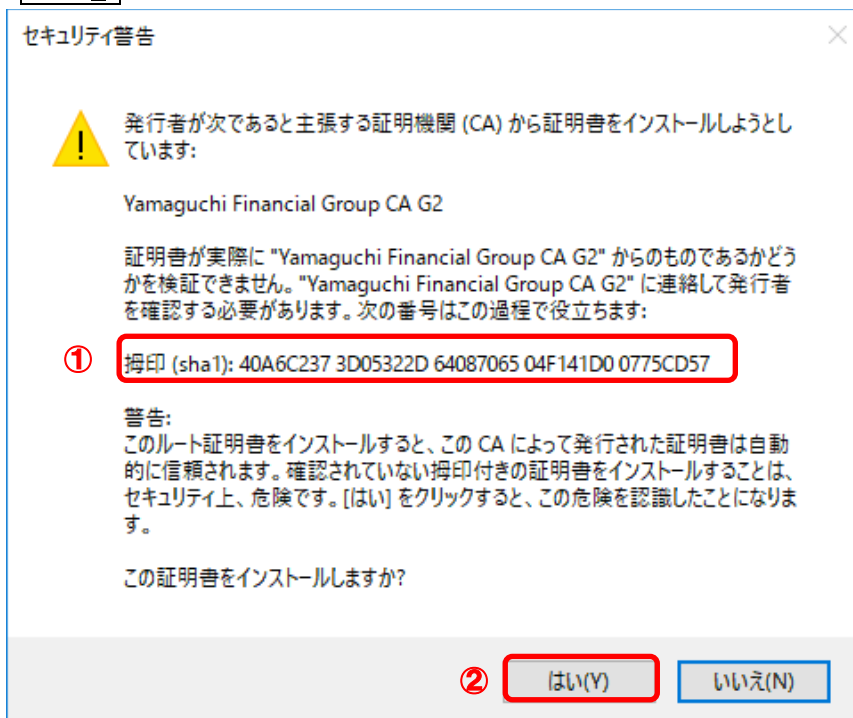 セキュリティ警告
発行者が次であると主張する証明機関 (CA) から証明書をインストールしようとし
ています:
Yamaguchi Financial Group CA G2
証明書が実際に "Yamaguchi Financial Group CA G2" からのものであるかどう
かを検証できません。"Yamaguchi Financial Group CA G2" に連絡して発行者
を確認する必要があります。次の番号はこの過程で役立ちます:
① 拇印 (sha1): 40A6C237 3D05322D 64087065 04F141D0 0775CD57
警告:
このルート証明書をインストールすると、この CA によって発行された証明書は自動
的に信頼されます。確認されていない拇印付きの証明書をインストールすることは、
セキュリティ上、危険です。[はい] をクリックすると、この危険を認識したことになりま
す。
この証明書をインストールしますか?
② はい(Y) いいえ(N)